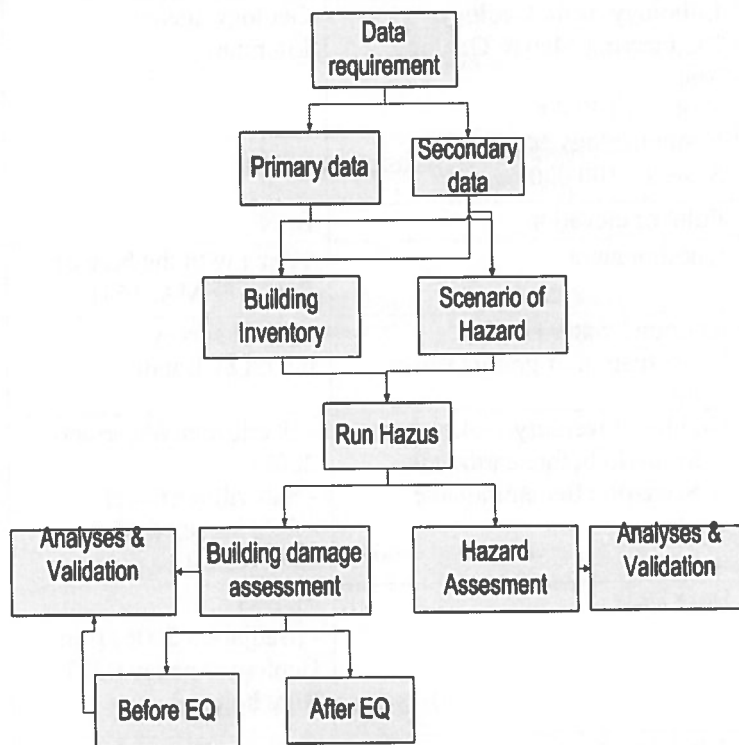 Data
requirement
Primary data
Secondary
data
Building
Inventory
Scenario of
Hazard
Run Hazus
Analyses &
Validation
Building damage
assessment
Hazard
Assesment
Analyses &
Validation
Before EQ
After EQ